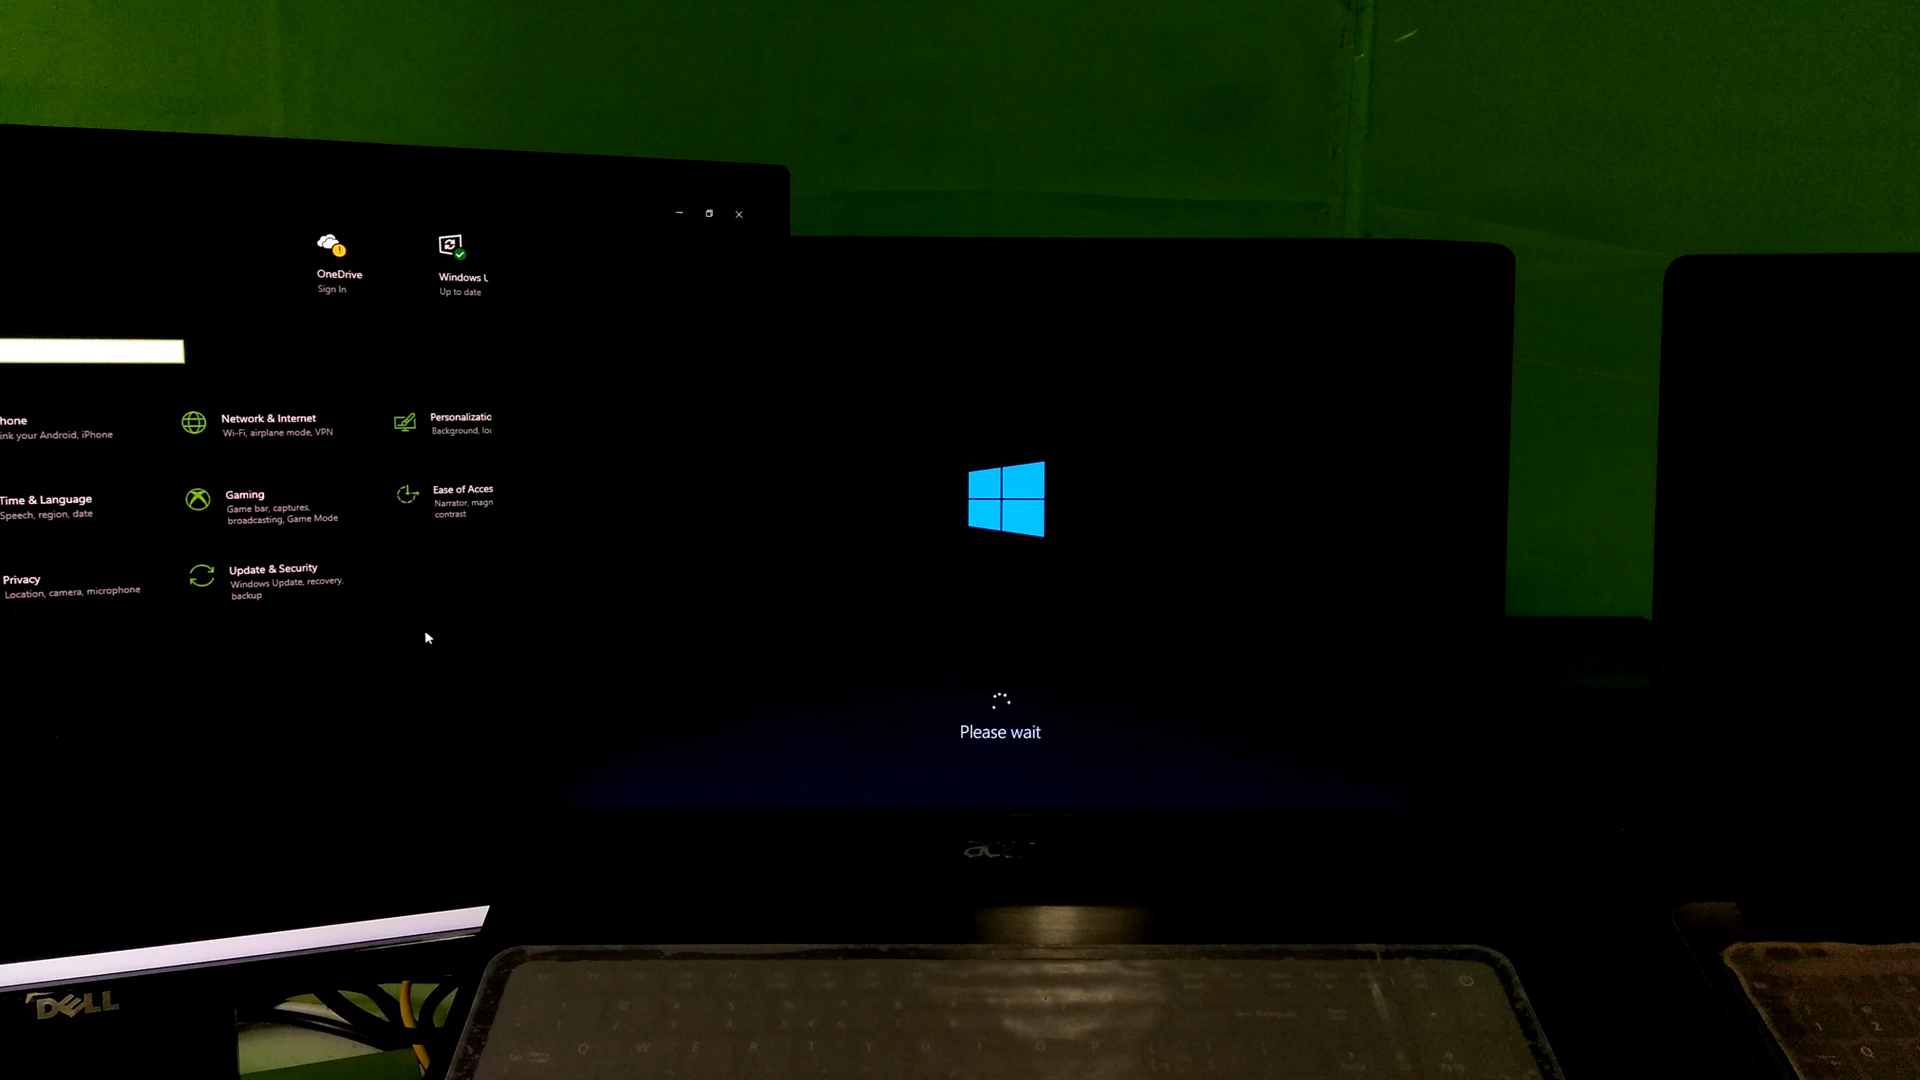 OneDrive
Sign In
Windows U
Up to date
hone
ink your Android, iPhone
Network & Internet
Wi-Fi, airplane mode, VPN
Personalizatio
Background, loc
Time & Language
Speech, region, date
Gaming
Game bar, captures,
broadcasting, Game Mode
Ease of Acces
Narrator, magn
contrast
Privacy
Location, camera, microphone
Update & Security
Windows Update, recovery,
backup
Please wait
acer
DELL
Q W E R T Y U I O P